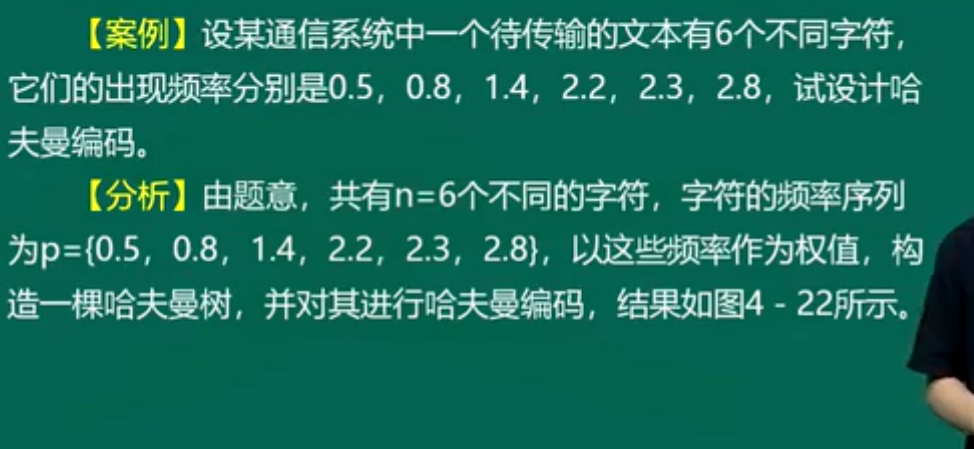 【案例】设某通信系统中一个待传输的文本有6个不同字符，
它们的出现频率分别是0.5，0.8，1.4，2.2，2.3，2.8，试设计哈
夫曼编码。
【分析】由题意，共有n=6个不同的字符，字符的频率序列
为p={0.5，0.8，1.4，2.2，2.3，2.8}，以这些频率作为权值，构
造一棵哈夫曼树，并对其进行哈夫曼编码，结果如图4－22所示。